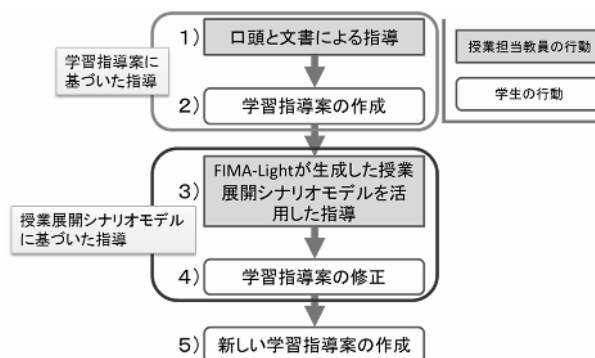 1) 口頭と文書による指導
学習指導案に
基づいた指導
2) 学習指導案の作成
授業担当教員の行動
学生の行動
3) FIMA-Lightが生成した授業
展開シナリオモデルを活
用した指導
授業展開シナリオモデル
に基づいた指導
4) 学習指導案の修正
5) 新しい学習指導案の作成